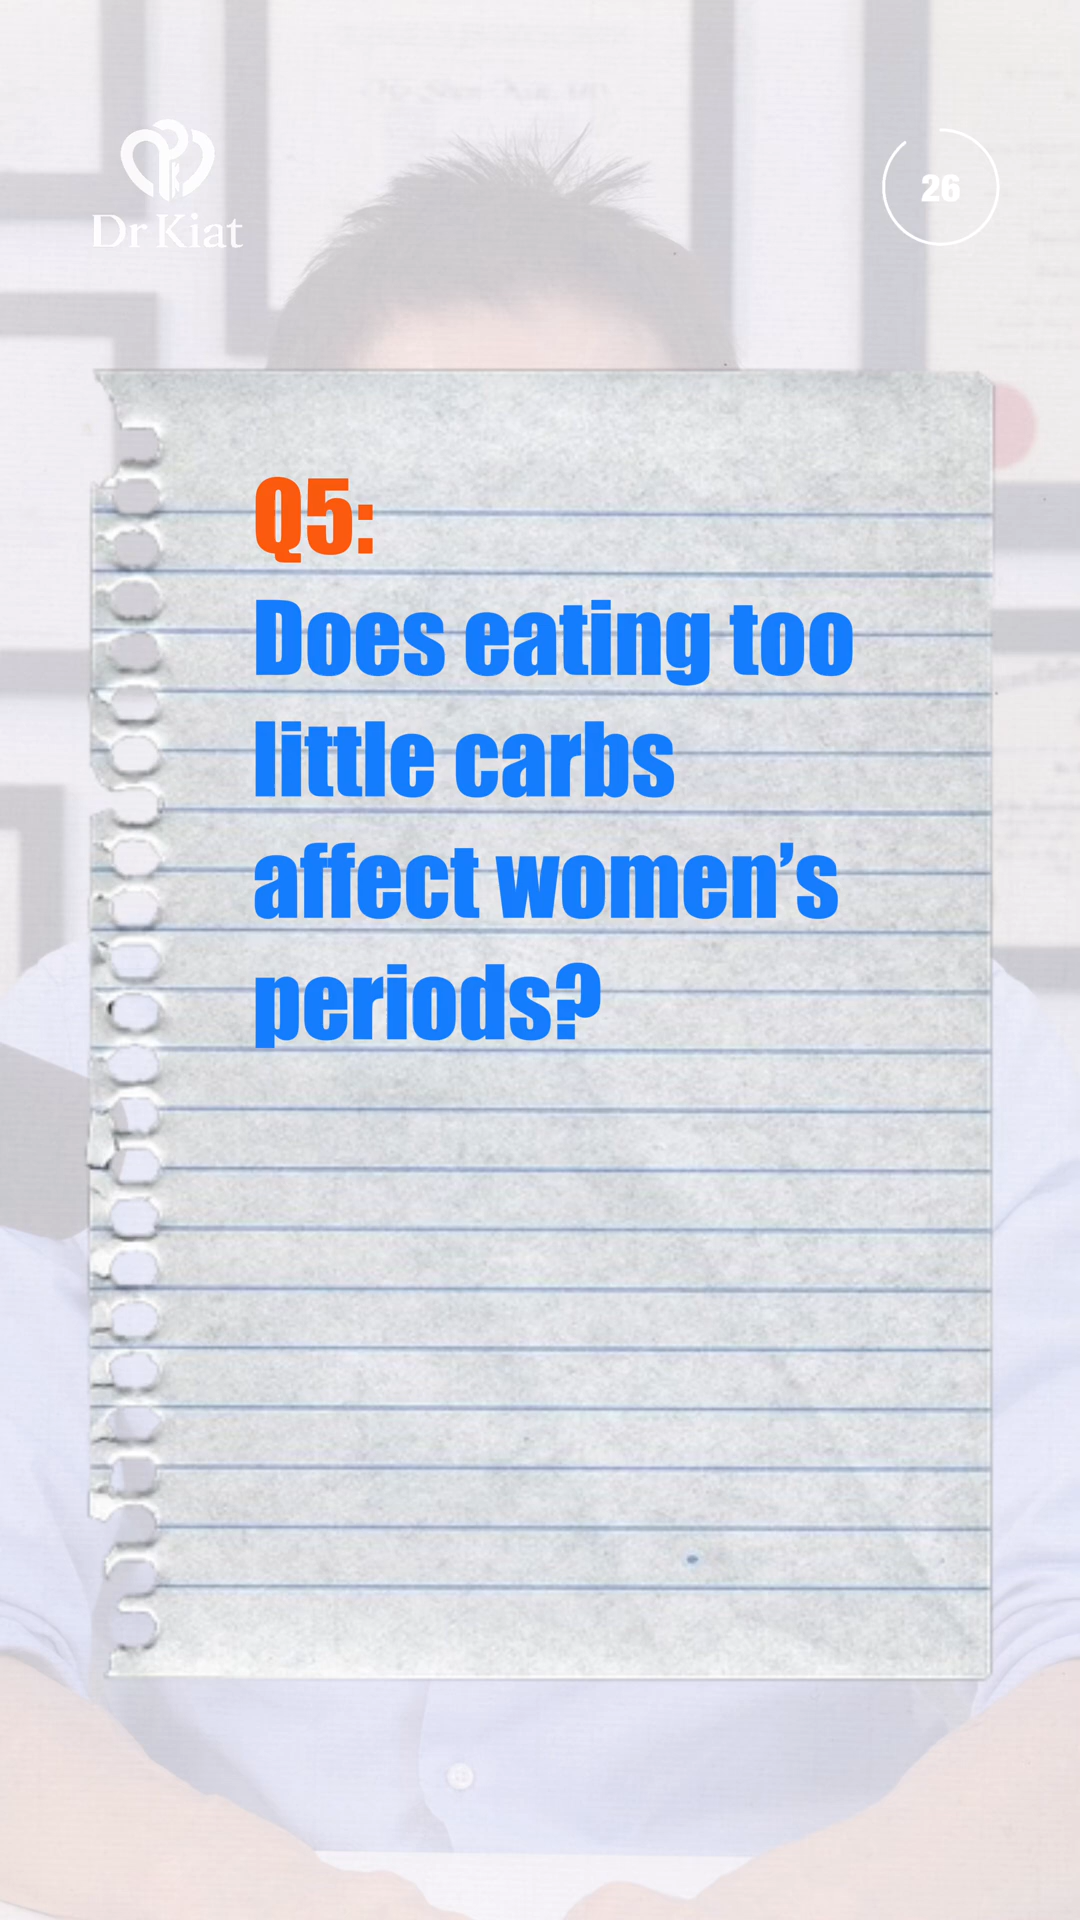 Dr Kiat
26
Q5:
Does eating too
little carbs
affect women’s
periods?